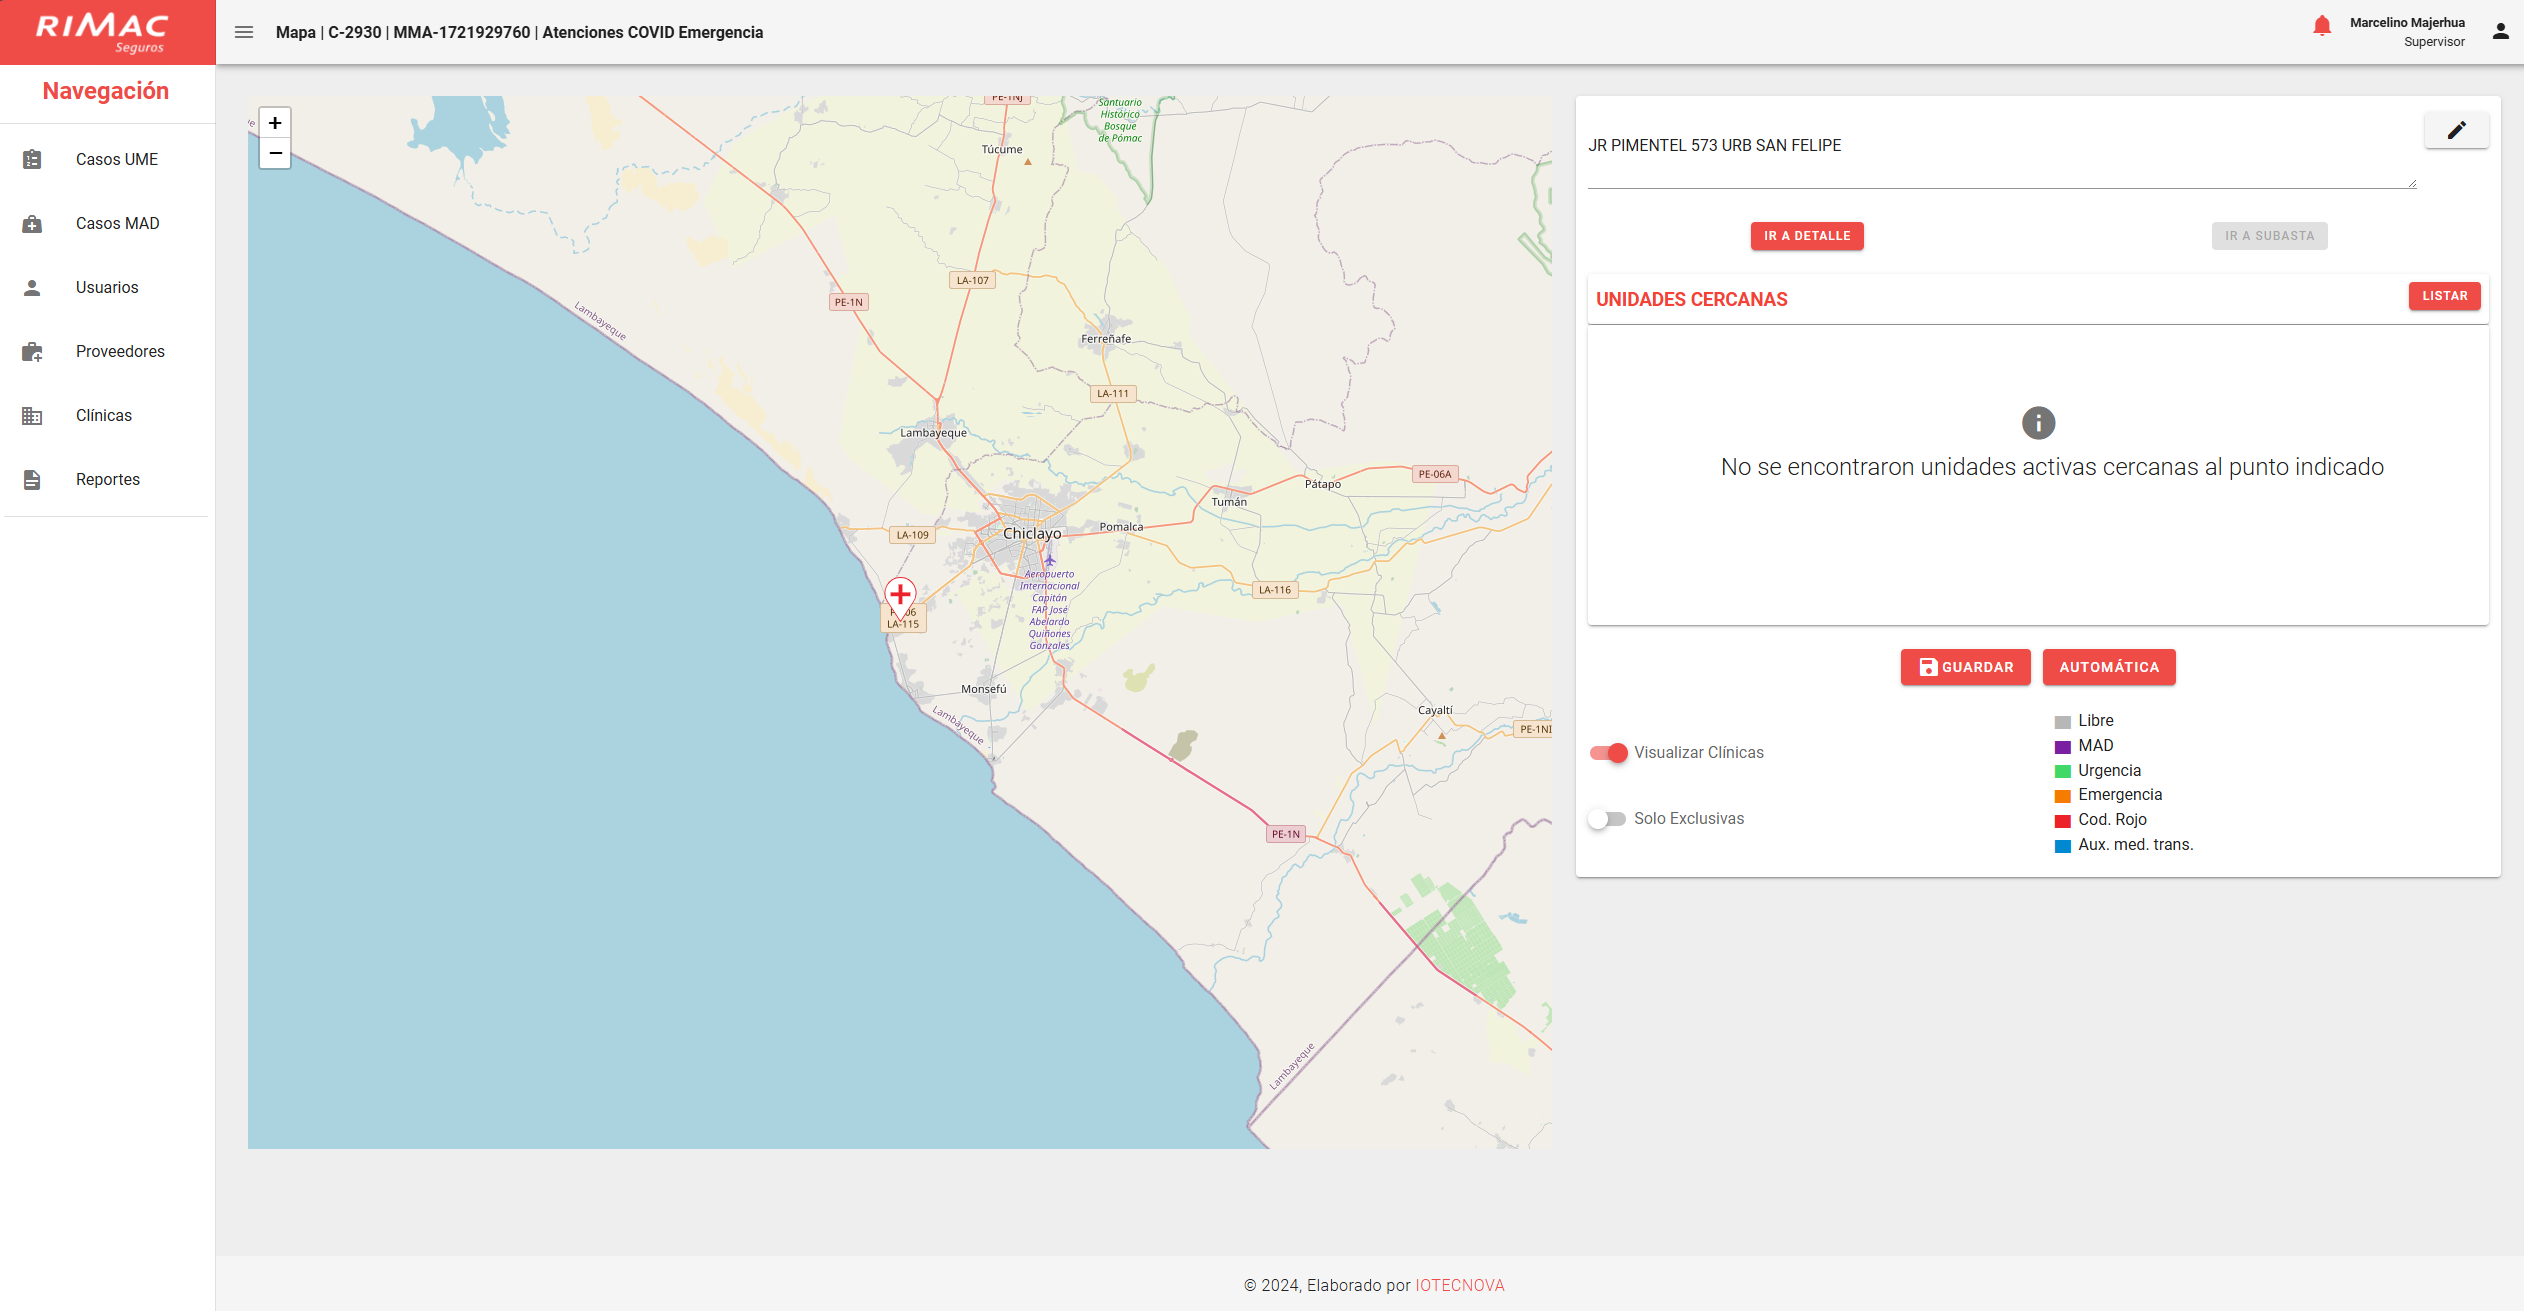 RIMAC
Seguros
Navegación
Casos UME
Casos MAD
Usuarios
Proveedores
Clínicas
Reportes
Mapa | C-2930 | MMA-1721929760 | Atenciones COVID Emergencia
Marcelino Majerhua
Supervisor
+
−
PE-1NJ
Santuario
Histórico
Bosque
de Pómac
Túcume
LA-107
PE-1N
Lambayeque
Ferreñafe
LA-111
Lambayeque
PE-06A
Pátapo
Tumán
Pomalca
LA-109
Chiclayo
Aeropuerto
Internacional
Capitán
FAP José
Abelardo
Quiñones
Gonzales
LA-116
LA-115
Monsefú
Lambayeque
Cayaltí
PE-1NI
PE-1N
Lambayeque
JR PIMENTEL 573 URB SAN FELIPE
IR A DETALLE
IR A SUBASTA
UNIDADES CERCANAS
LISTAR
No se encontraron unidades activas cercanas al punto indicado
GUARDAR
AUTOMÁTICA
Visualizar Clínicas
Solo Exclusivas
Libre
MAD
Urgencia
Emergencia
Cod. Rojo
Aux. med. trans.
© 2024, Elaborado por IOTECNOVA